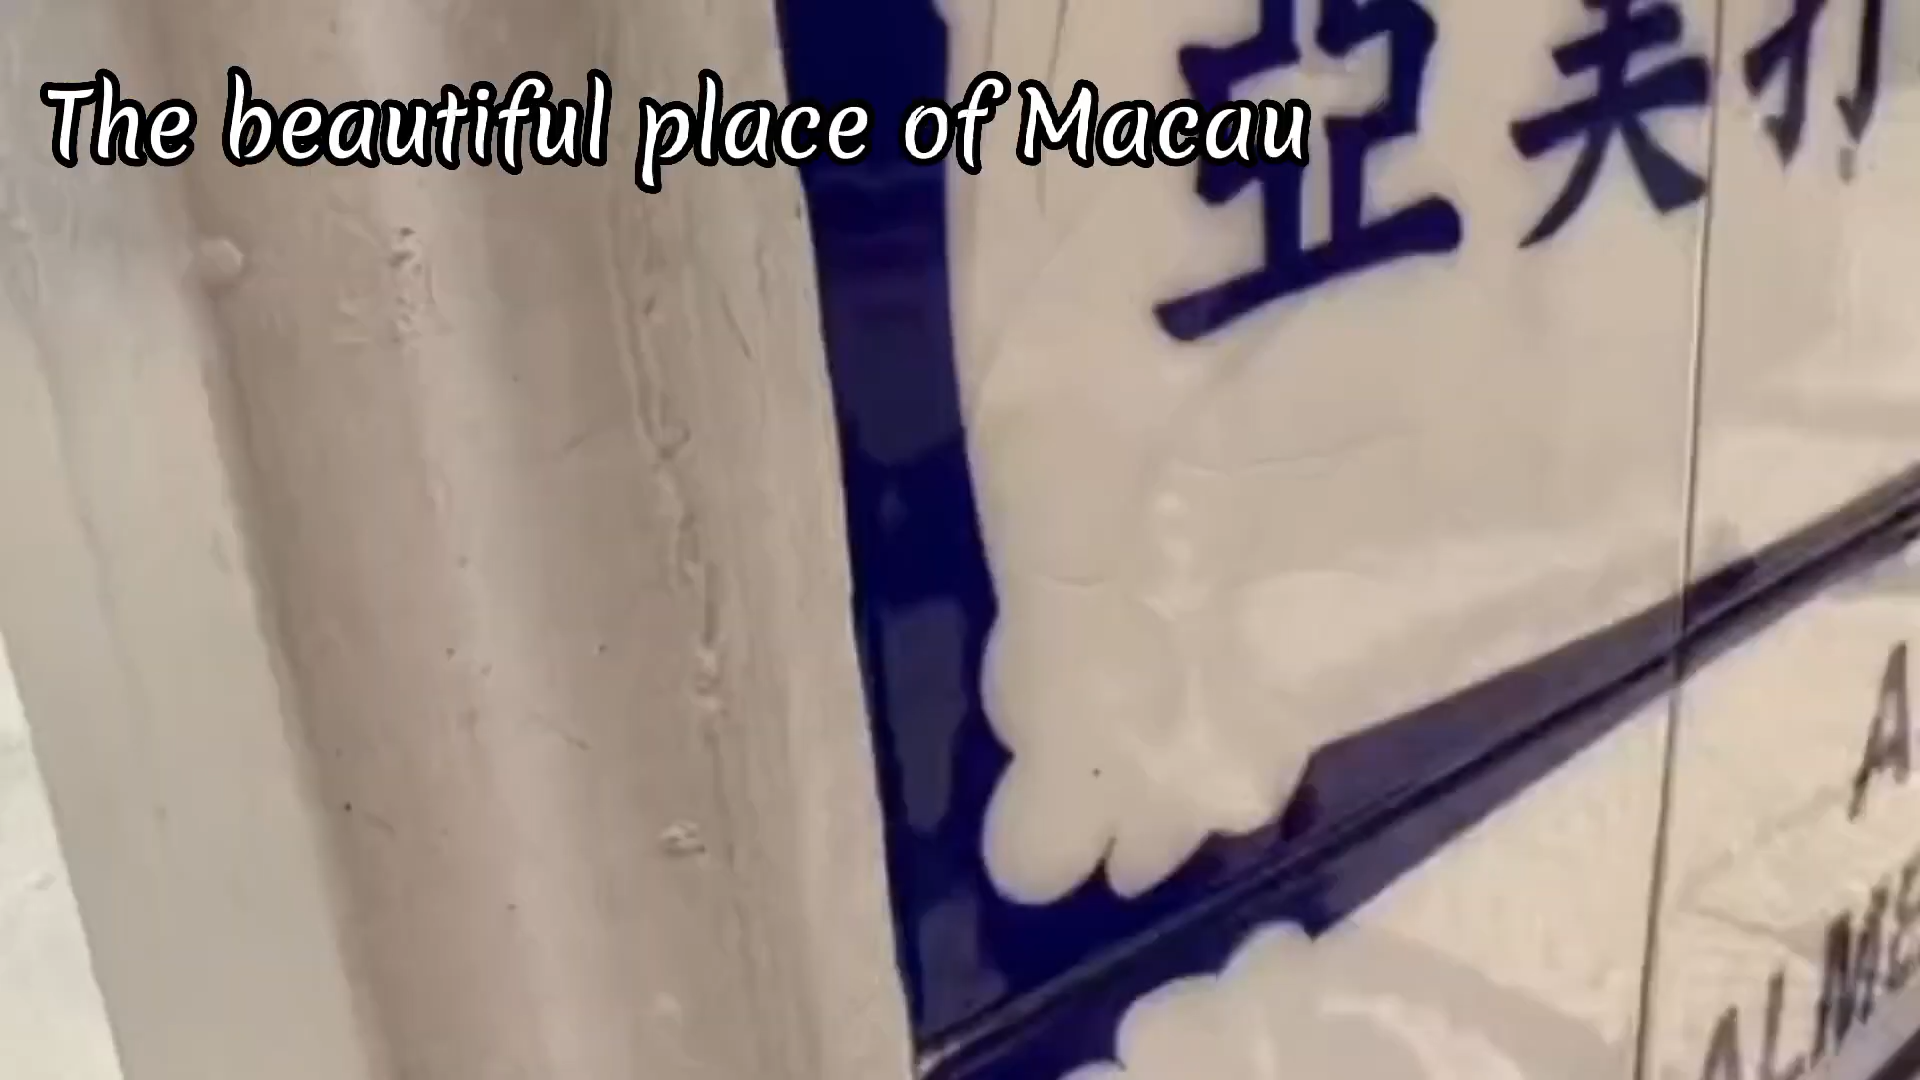 The beautiful place of Macau
亞美打
A
ALME